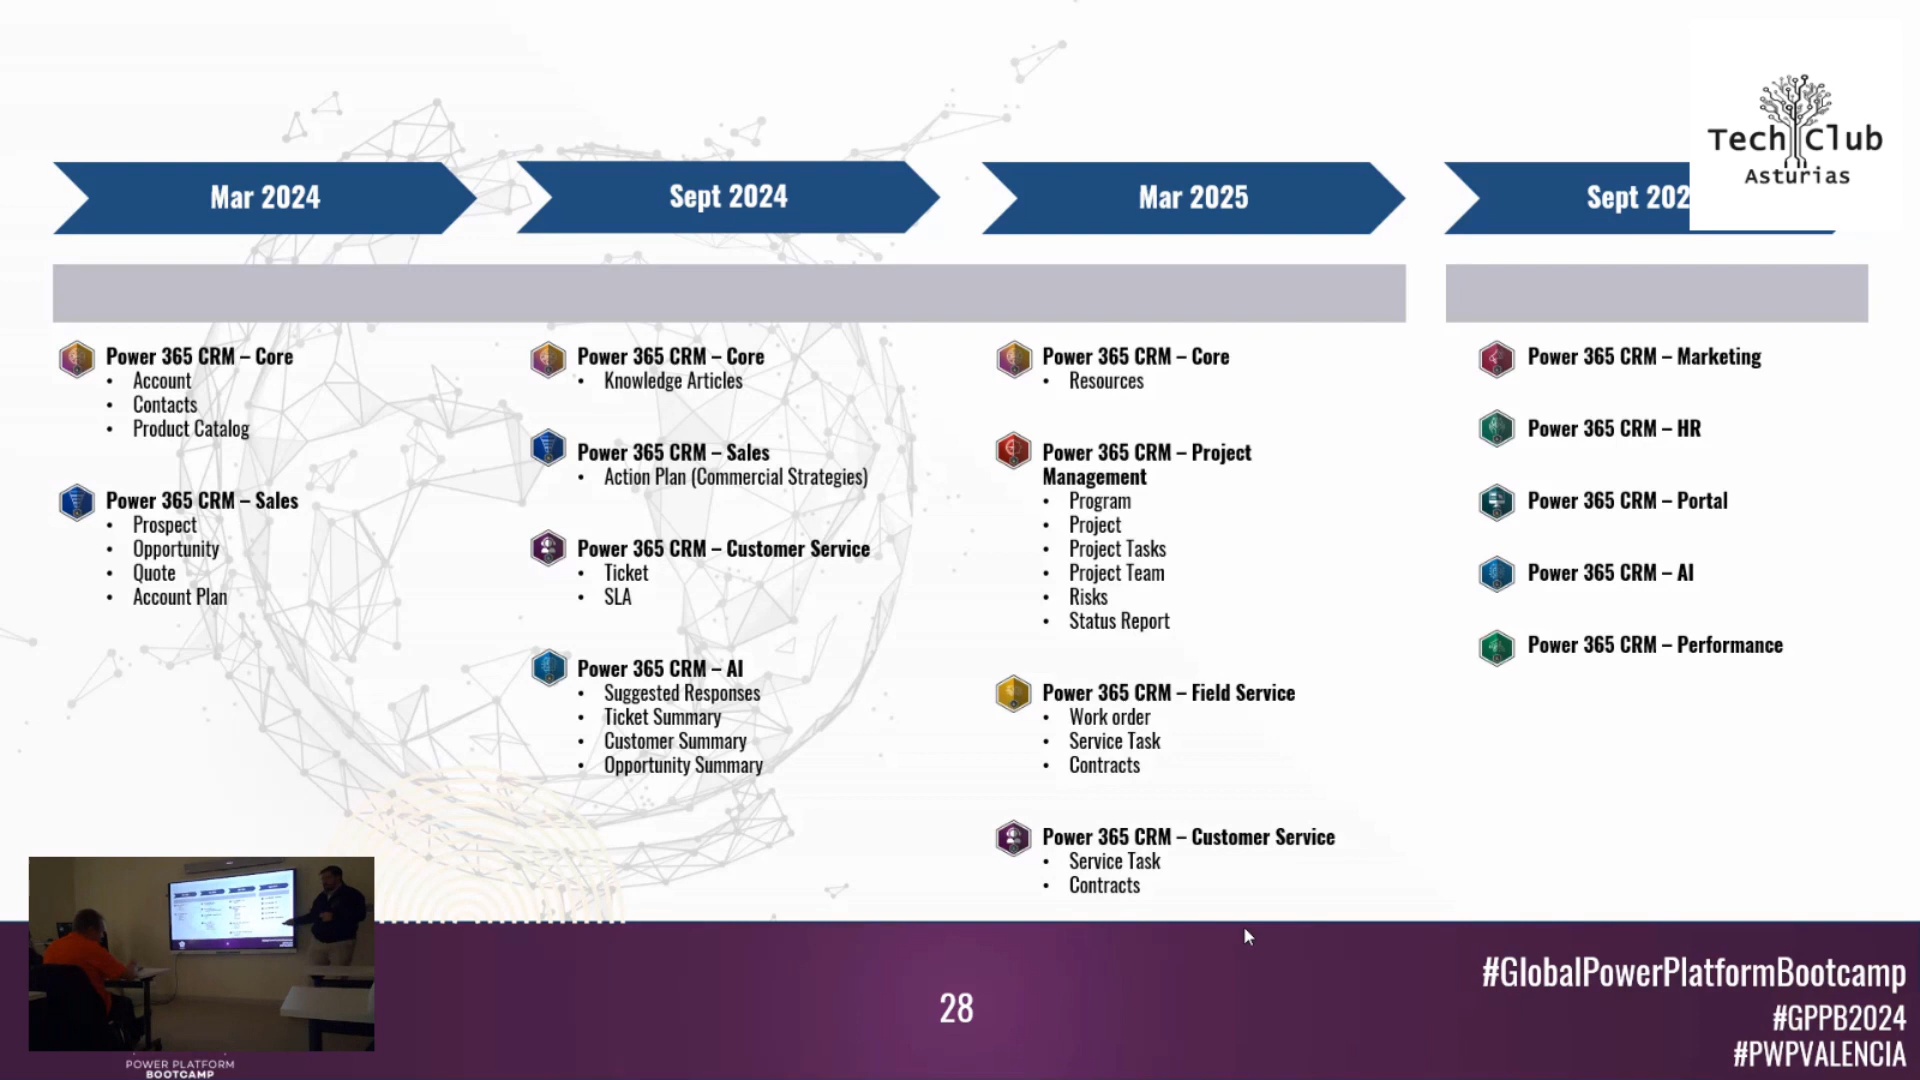 Tech Club
Asturias
Mar 2024
Sept 2024
Mar 2025
Sept 202
Power 365 CRM – Core
• Account
• Contacts
• Product Catalog
Power 365 CRM – Sales
• Prospect
• Opportunity
• Quote
• Account Plan
Power 365 CRM – Core
• Knowledge Articles
Power 365 CRM – Sales
• Action Plan (Commercial Strategies)
Power 365 CRM – Customer Service
• Ticket
• SLA
Power 365 CRM – AI
• Suggested Responses
• Ticket Summary
• Customer Summary
• Opportunity Summary
Power 365 CRM – Core
• Resources
Power 365 CRM – Project
Management
• Program
• Project
• Project Tasks
• Project Team
• Risks
• Status Report
Power 365 CRM – Field Service
• Work order
• Service Task
• Contracts
Power 365 CRM – Customer Service
• Service Task
• Contracts
Power 365 CRM – Marketing
Power 365 CRM – HR
Power 365 CRM – Portal
Power 365 CRM – AI
Power 365 CRM – Performance
POWER PLATFORM
BOOTCAMP
28
#GlobalPowerPlatformBootcamp
#GPPB2024
#PWPVALENCIA